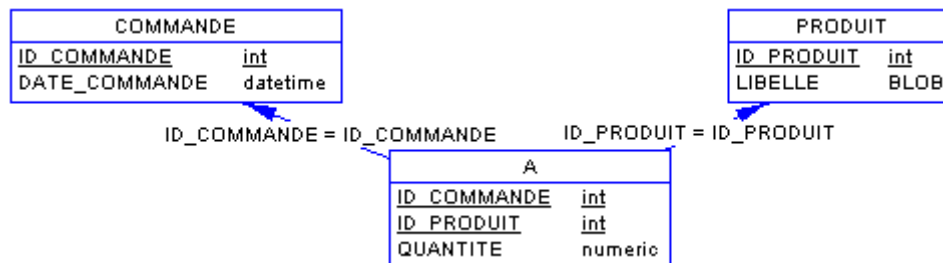 COMMANDE
ID_COMMANDE int
DATE_COMMANDE datetime
PRODUIT
ID_PRODUIT int
LIBELLE BLOB
ID_COMMANDE = ID_COMMANDE
ID_PRODUIT = ID_PRODUIT
A
ID_COMMANDE int
ID_PRODUIT int
QUANTITE numeric